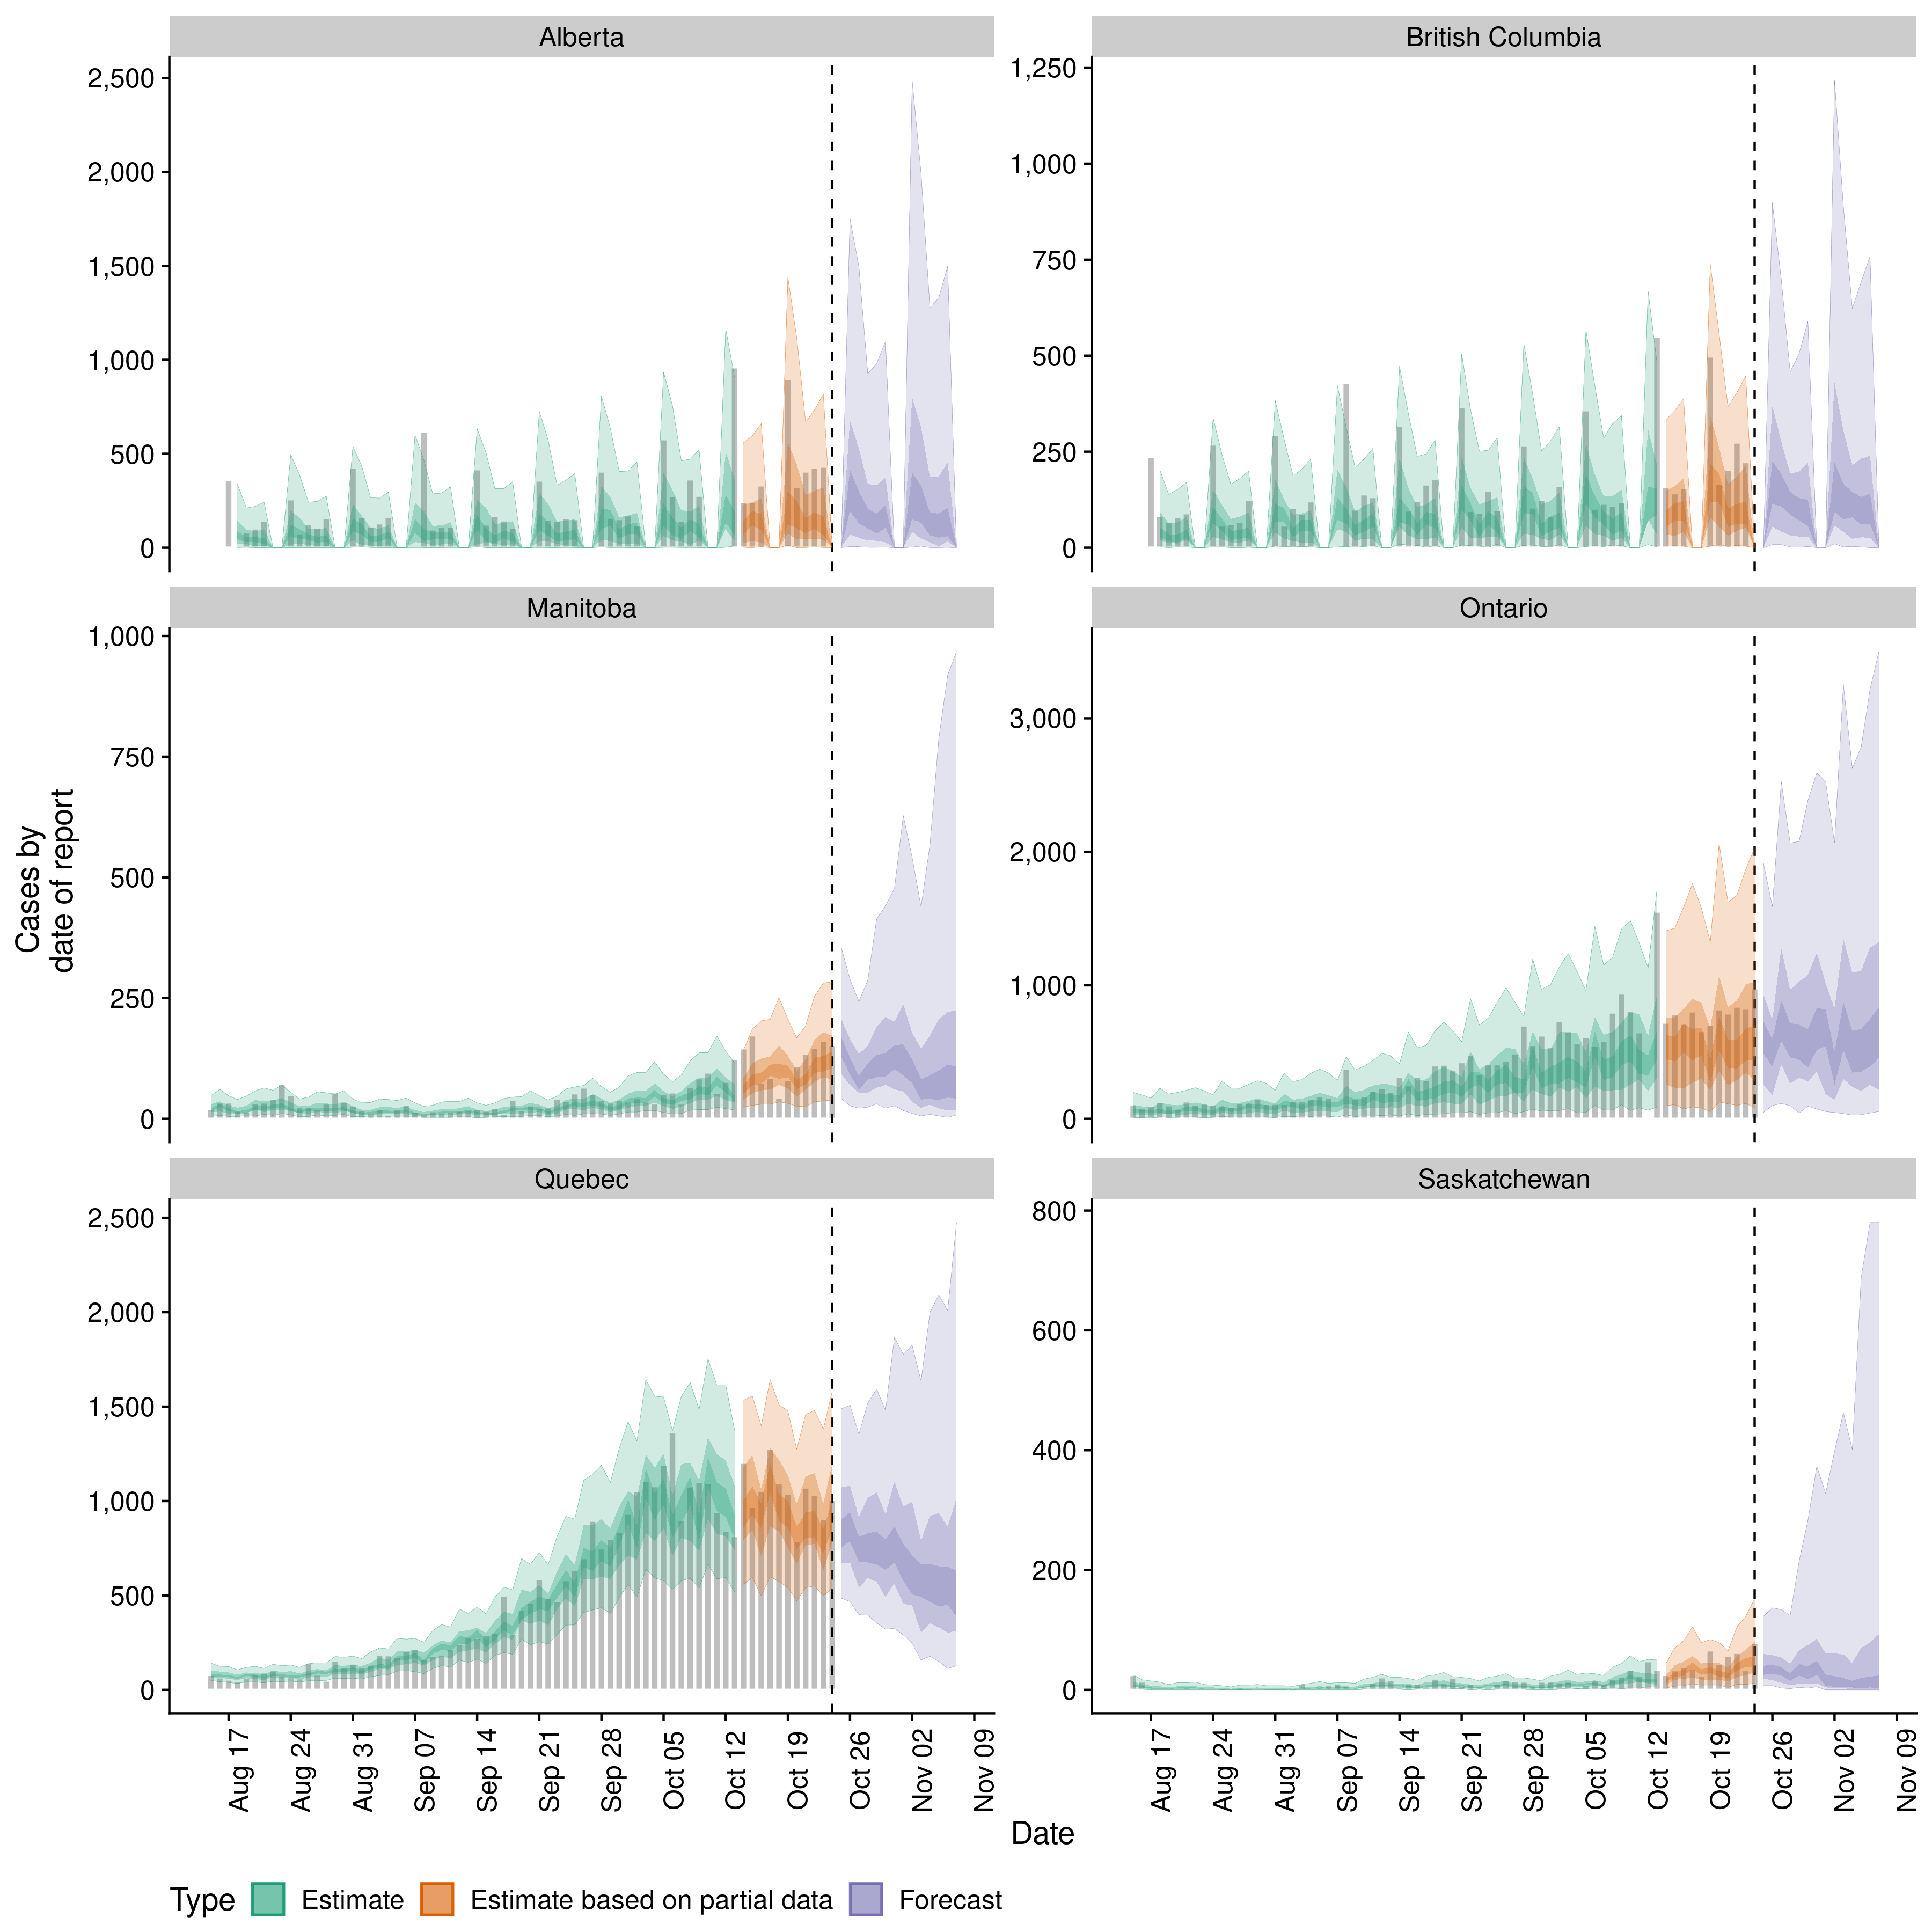 Alberta
British Columbia
2,500
2,000
1,500
1,000
500
0
1,250
1,000
750
500
250
0
Manitoba
Ontario
1,000
750
500
250
0
3,000
2,000
1,000
0
Cases by
date of report
Quebec
Saskatchewan
2,500
2,000
1,500
1,000
500
0
800
600
400
200
0
Aug 17
Aug 24
Aug 31
Sep 07
Sep 14
Sep 21
Sep 28
Oct 05
Oct 12
Oct 19
Oct 26
Nov 02
Nov 09
Aug 17
Aug 24
Aug 31
Sep 07
Sep 14
Sep 21
Sep 28
Oct 05
Oct 12
Oct 19
Oct 26
Nov 02
Nov 09
Date
Type Estimate Estimate based on partial data Forecast